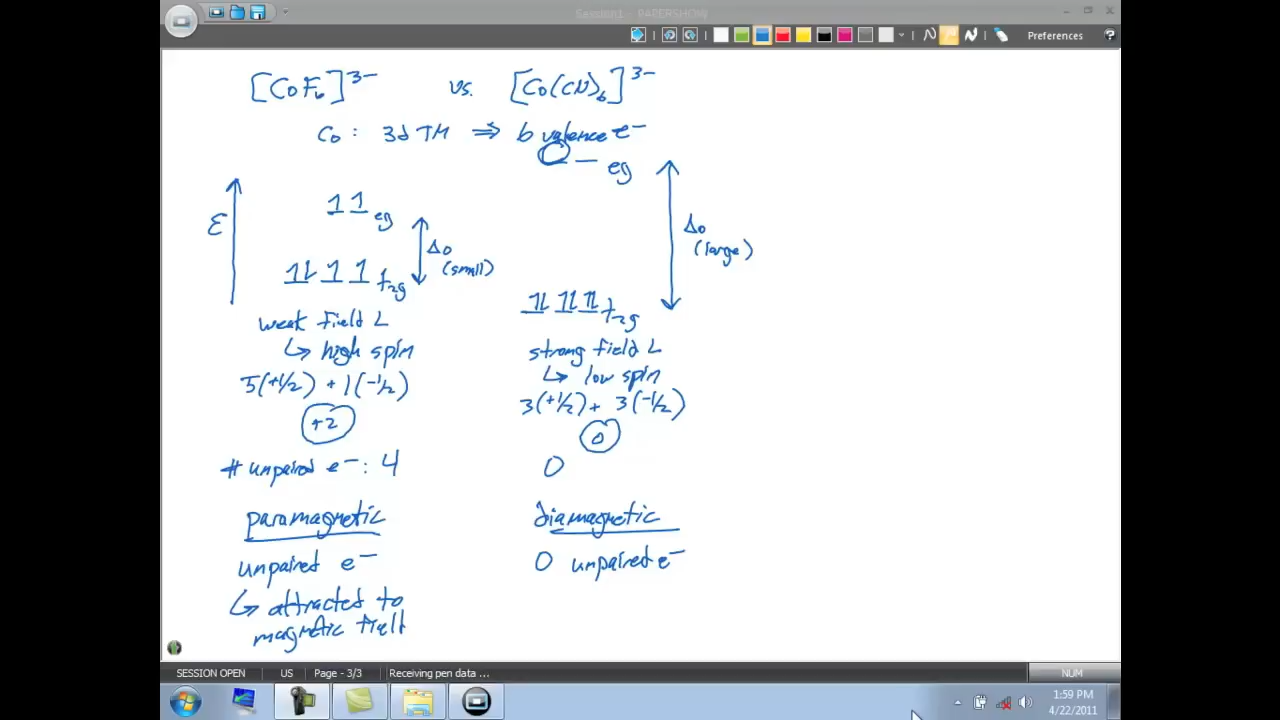 Session1 - PAPERSHOW
Preferences
[CoF6]3− vs. [Co(CN)6]3−
Co : 3d TM ⇒ 6 valence e−
eg
E
eg
Δo
(small)
Δo
(large)
t2g
t2g
weak field L
↳ high spin
5(+1/2) + 1(-1/2)
+2
strong field L
↳ low spin
3(+1/2) + 3(-1/2)
0
# unpaired e− : 4 0
paramagnetic diamagnetic
unpaired e− 0 unpaired e−
↳ attracted to
magnetic field
SESSION OPEN US Page - 3/3 Receiving pen data ... NUM
1:59 PM
4/22/2011